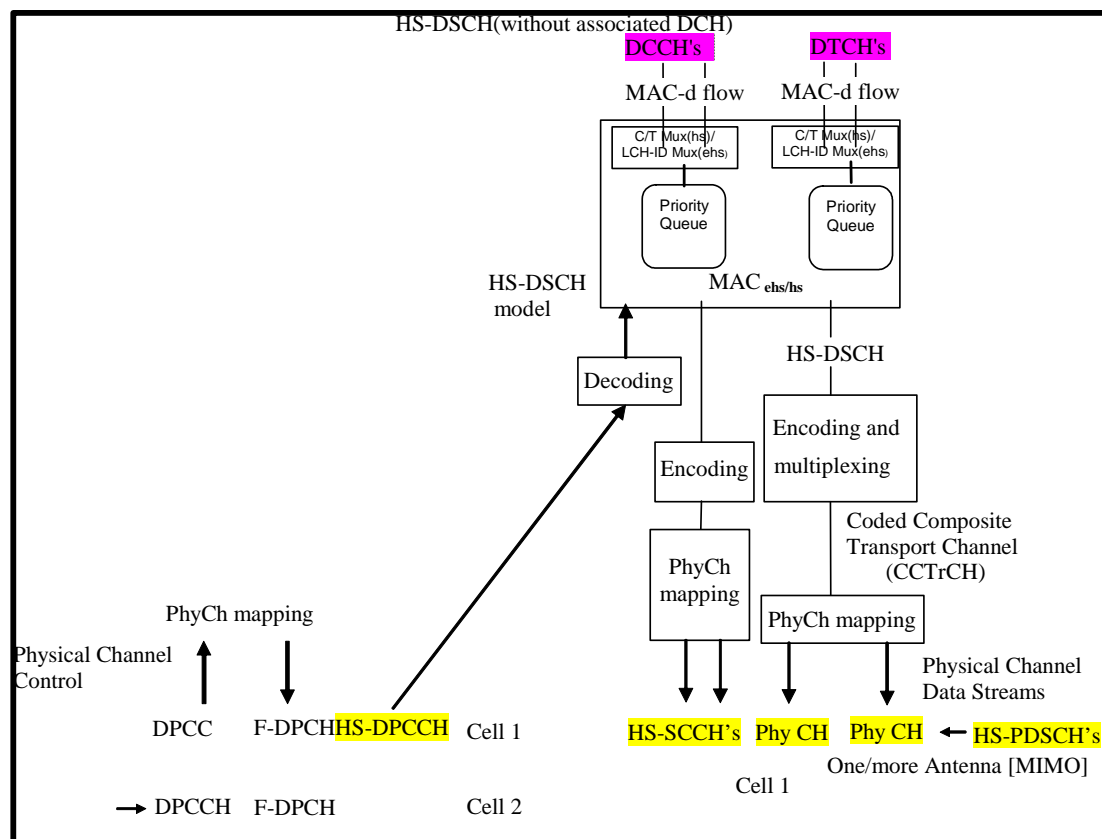 HS-DSCH(without associated DCH)
DCCH's DTCH's
MAC-d flow MAC-d flow
C/T Mux(hs)/ C/T Mux(hs)/
LCH-ID Mux(ehs) LCH-ID Mux(ehs)
Priority Priority
Queue Queue
HS-DSCH MAC ehs/hs
model
HS-DSCH
Decoding
Encoding and
multiplexing
Encoding
Coded Composite
Transport Channel
(CCTrCH)
PhyCh
mapping
PhyCh mapping PhyCh mapping
Physical Channel
Control
Physical Channel
Data Streams
DPCC F-DPCH HS-DPCCH Cell 1 HS-SCCH’s Phy CH Phy CH HS-PDSCH's
One/more Antenna [MIMO]
Cell 1
DPCCH F-DPCH Cell 2